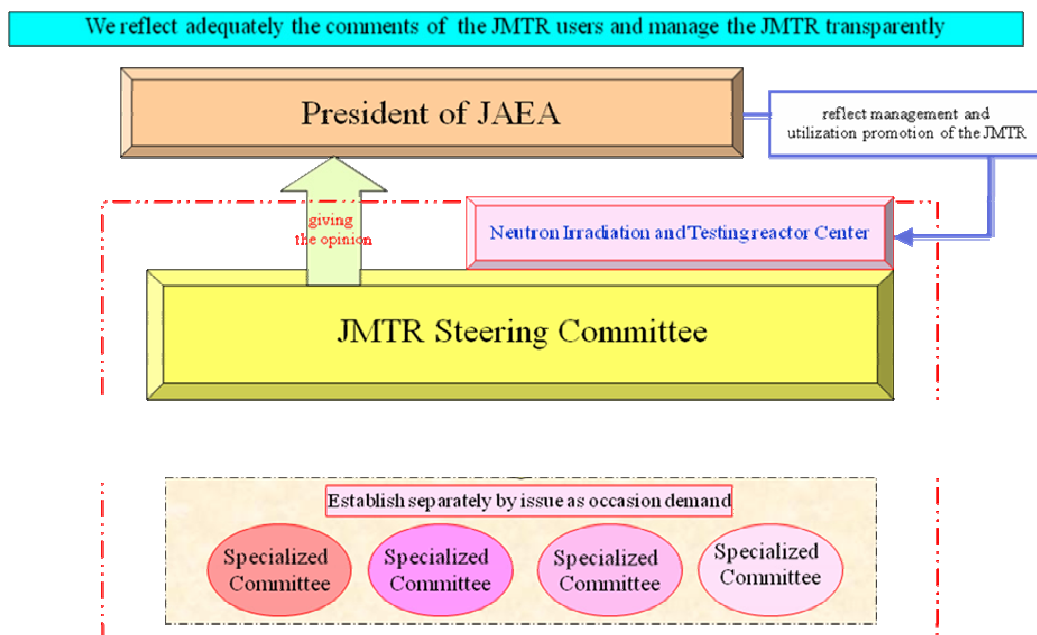 We reflect adequately the comments of the JMTR users and manage the JMTR transparently
President of JAEA
reflect management and
utilization promotion of the JMTR
giving
the opinion
Neutron Irradiation and Testing reactor Center
JMTR Steering Committee
Establish separately by issue as occasion demand
Specialized
Committee
Specialized
Committee
Specialized
Committee
Specialized
Committee